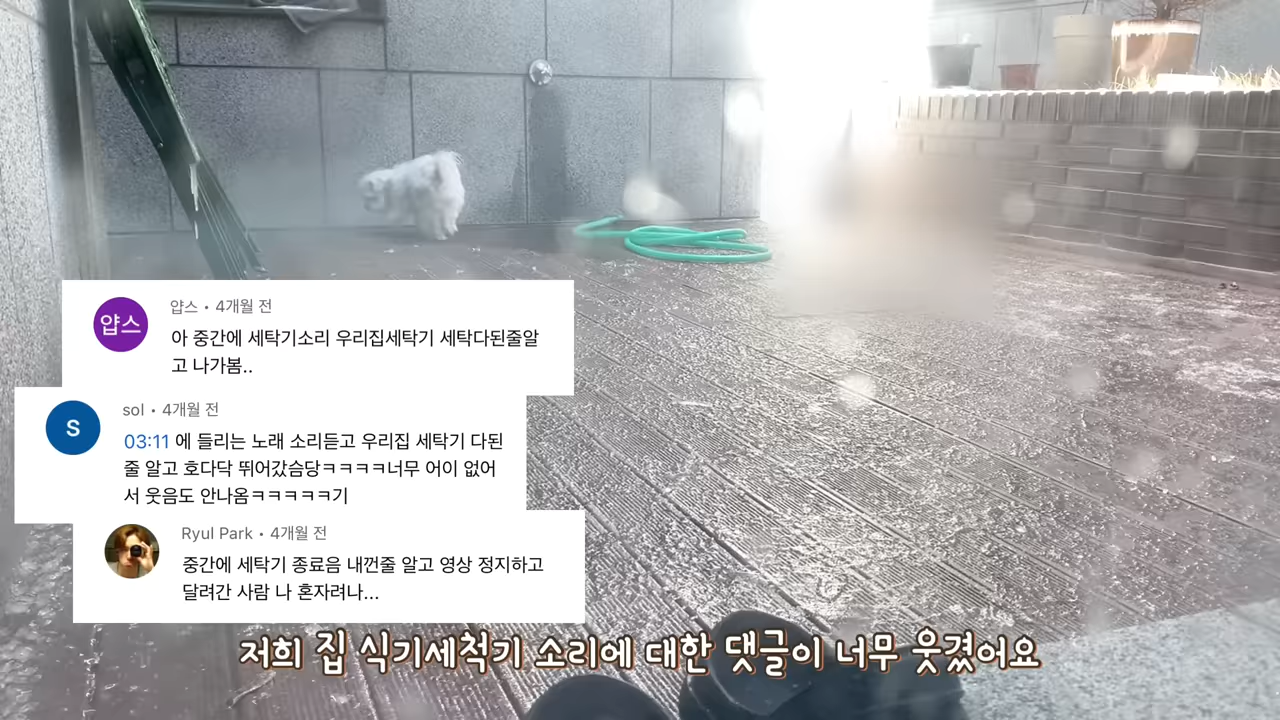 얍스
얍스 • 4개월 전
아 중간에 세탁기소리 우리집세탁기 세탁다된줄알
고 나가봄..
S
sol • 4개월 전
03:11 에 들리는 노래 소리듣고 우리집 세탁기 다된
줄 알고 호다닥 뛰어갔슴당ㅋㅋㅋㅋ너무 어이 없어
서 웃음도 안나옴ㅋㅋㅋㅋㅋ기
Ryul Park • 4개월 전
중간에 세탁기 종료음 내껀줄 알고 영상 정지하고
달려간 사람 나 혼자려나...
저희 집 식기세척기 소리에 대한 댓글이 너무 웃겼어요